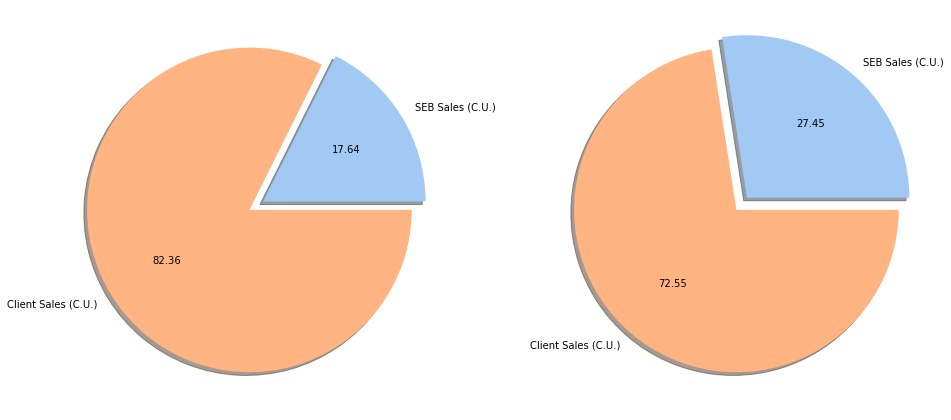 SEB Sales (C.U.)
17.64
82.36
Client Sales (C.U.)
SEB Sales (C.U.)
27.45
72.55
Client Sales (C.U.)